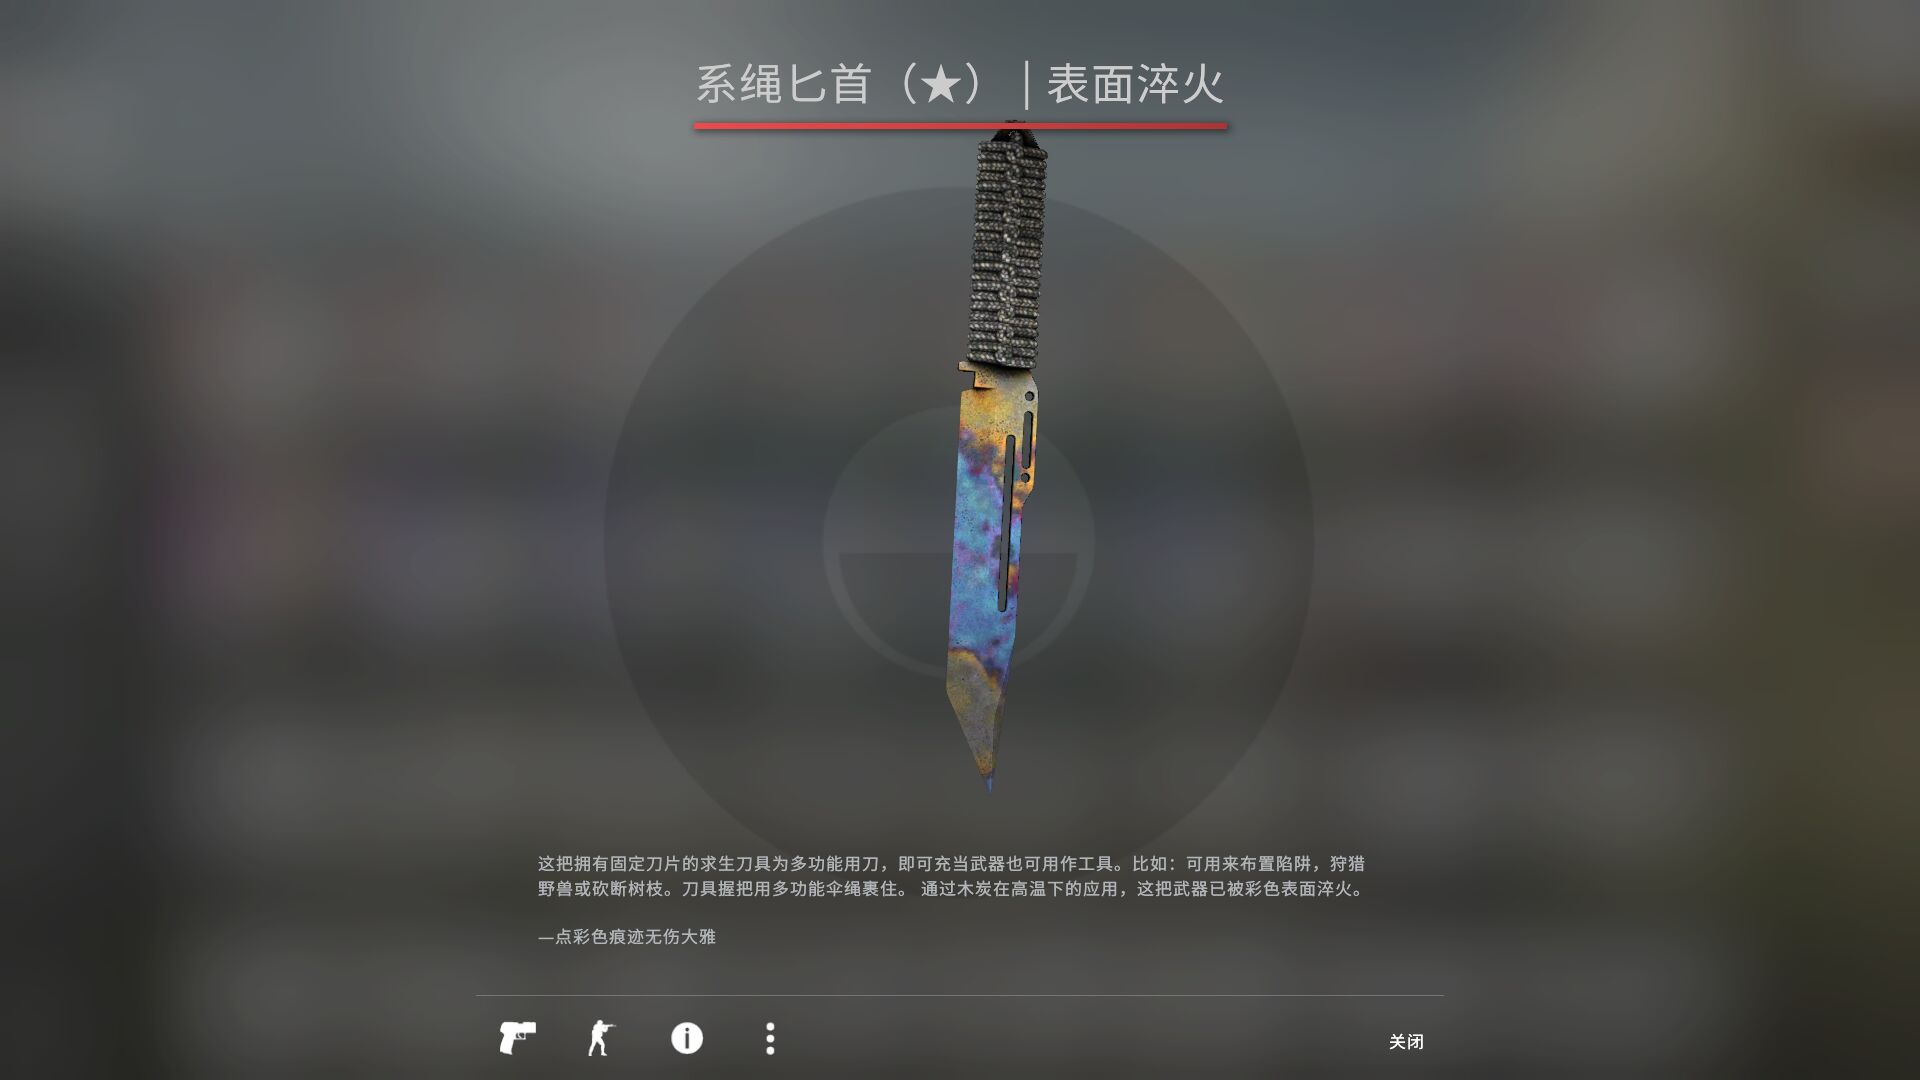 系绳匕首（★） | 表面淬火
这把拥有固定刀片的求生刀具为多功能用刀，即可充当武器也可用作工具。比如：可用来布置陷阱，狩猎
野兽或砍断树枝。刀具握把用多功能伞绳裹住。 通过木炭在高温下的应用，这把武器已被彩色表面淬火。
—点彩色痕迹无伤大雅
关闭